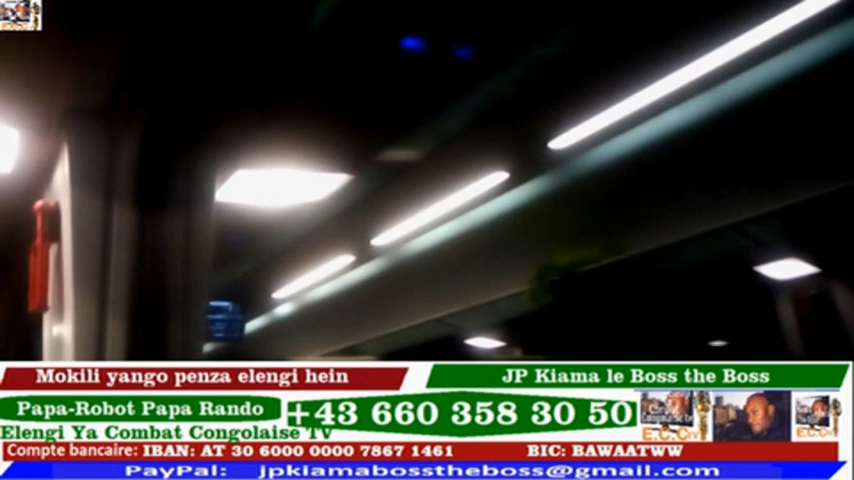 Mokili yango penza elengi hein
JP Kiama le Boss the Boss
Papa-Robot Papa Rando
+43 660 358 30 50
Elengi Ya Combat Congolaise TV
Compte bancaire: IBAN: AT 30 6000 0000 7867 1461 BIC: BAWAATWW
PayPal: jpkiamabosstheboss@gmail.com